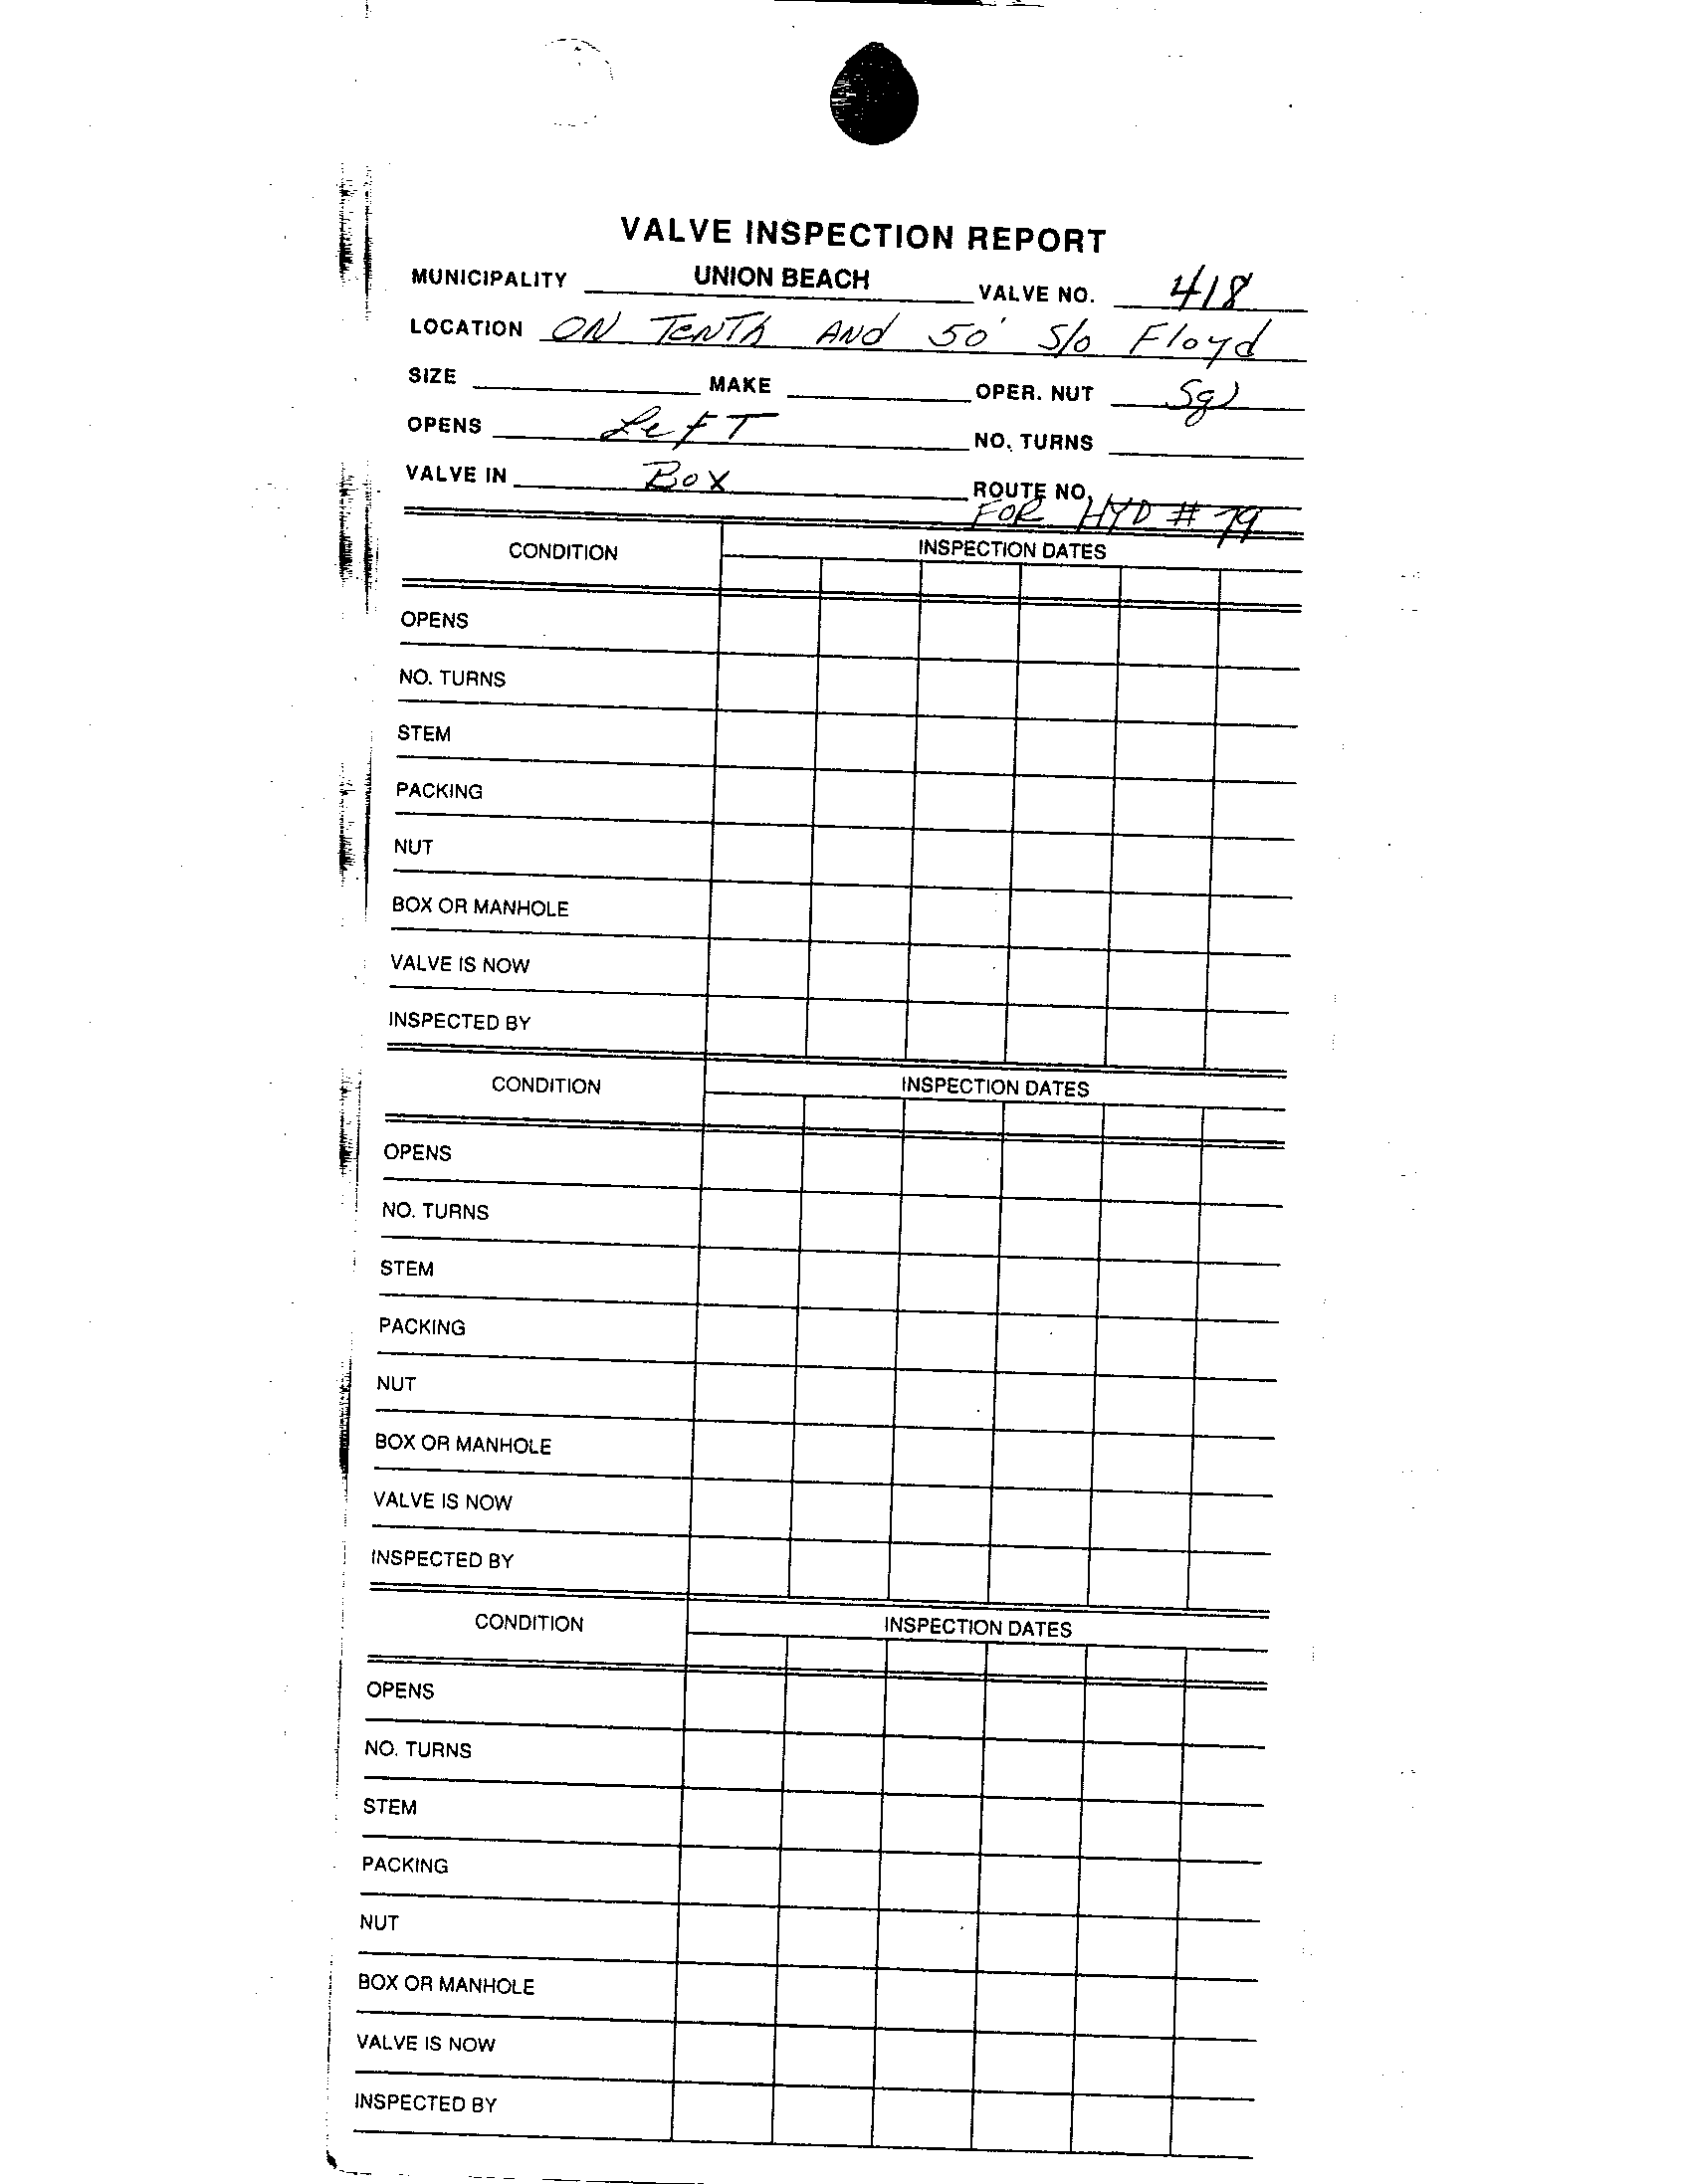 VALVE INSPECTION REPORT
MUNICIPALITY UNION BEACH VALVE NO. 418
LOCATION ON TENTh ANd 50' S/o Floyd
SIZE MAKE OPER. NUT Sq
OPENS LefT NO. TURNS
VALVE IN Box ROUTE NO.
FOR HYD # 79
CONDITION INSPECTION DATES
OPENS
NO. TURNS
STEM
PACKING
NUT
BOX OR MANHOLE
VALVE IS NOW
INSPECTED BY
CONDITION INSPECTION DATES
OPENS
NO. TURNS
STEM
PACKING
NUT
BOX OR MANHOLE
VALVE IS NOW
INSPECTED BY
CONDITION INSPECTION DATES
OPENS
NO. TURNS
STEM
PACKING
NUT
BOX OR MANHOLE
VALVE IS NOW
INSPECTED BY